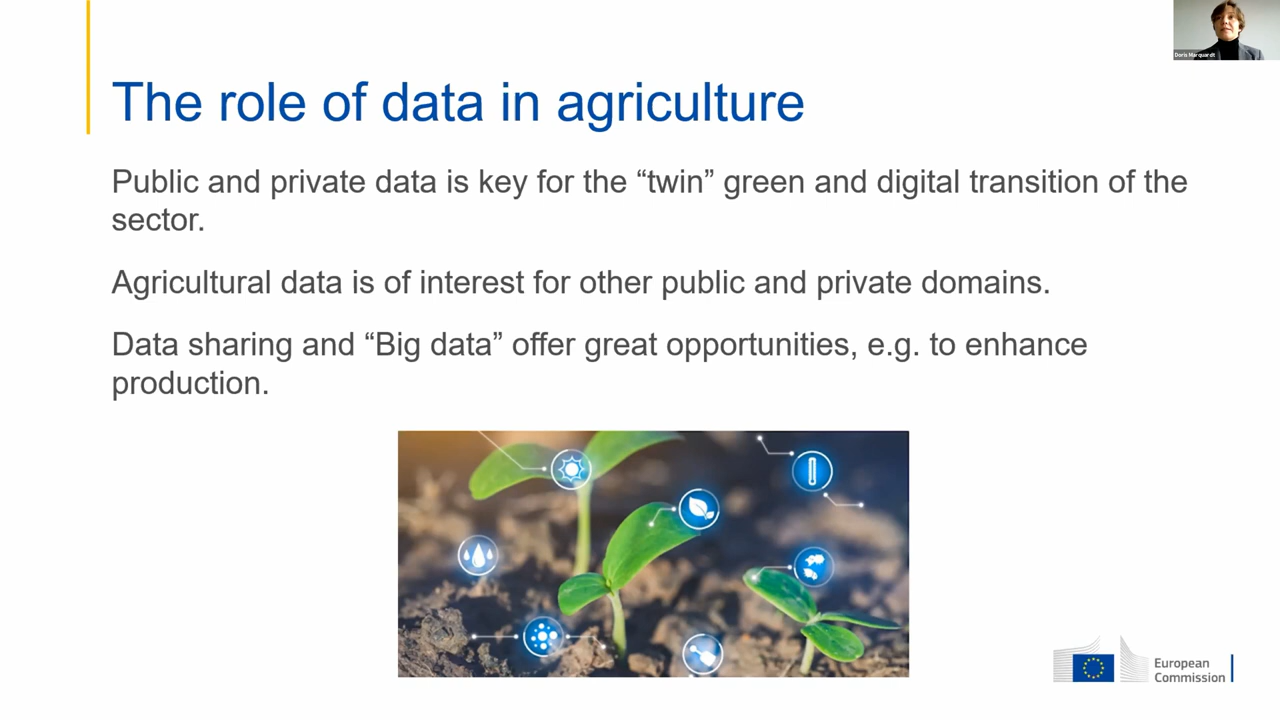 Doris Marquardt
The role of data in agriculture
Public and private data is key for the “twin” green and digital transition of the
sector.
Agricultural data is of interest for other public and private domains.
Data sharing and “Big data” offer great opportunities, e.g. to enhance
production.
European
Commission